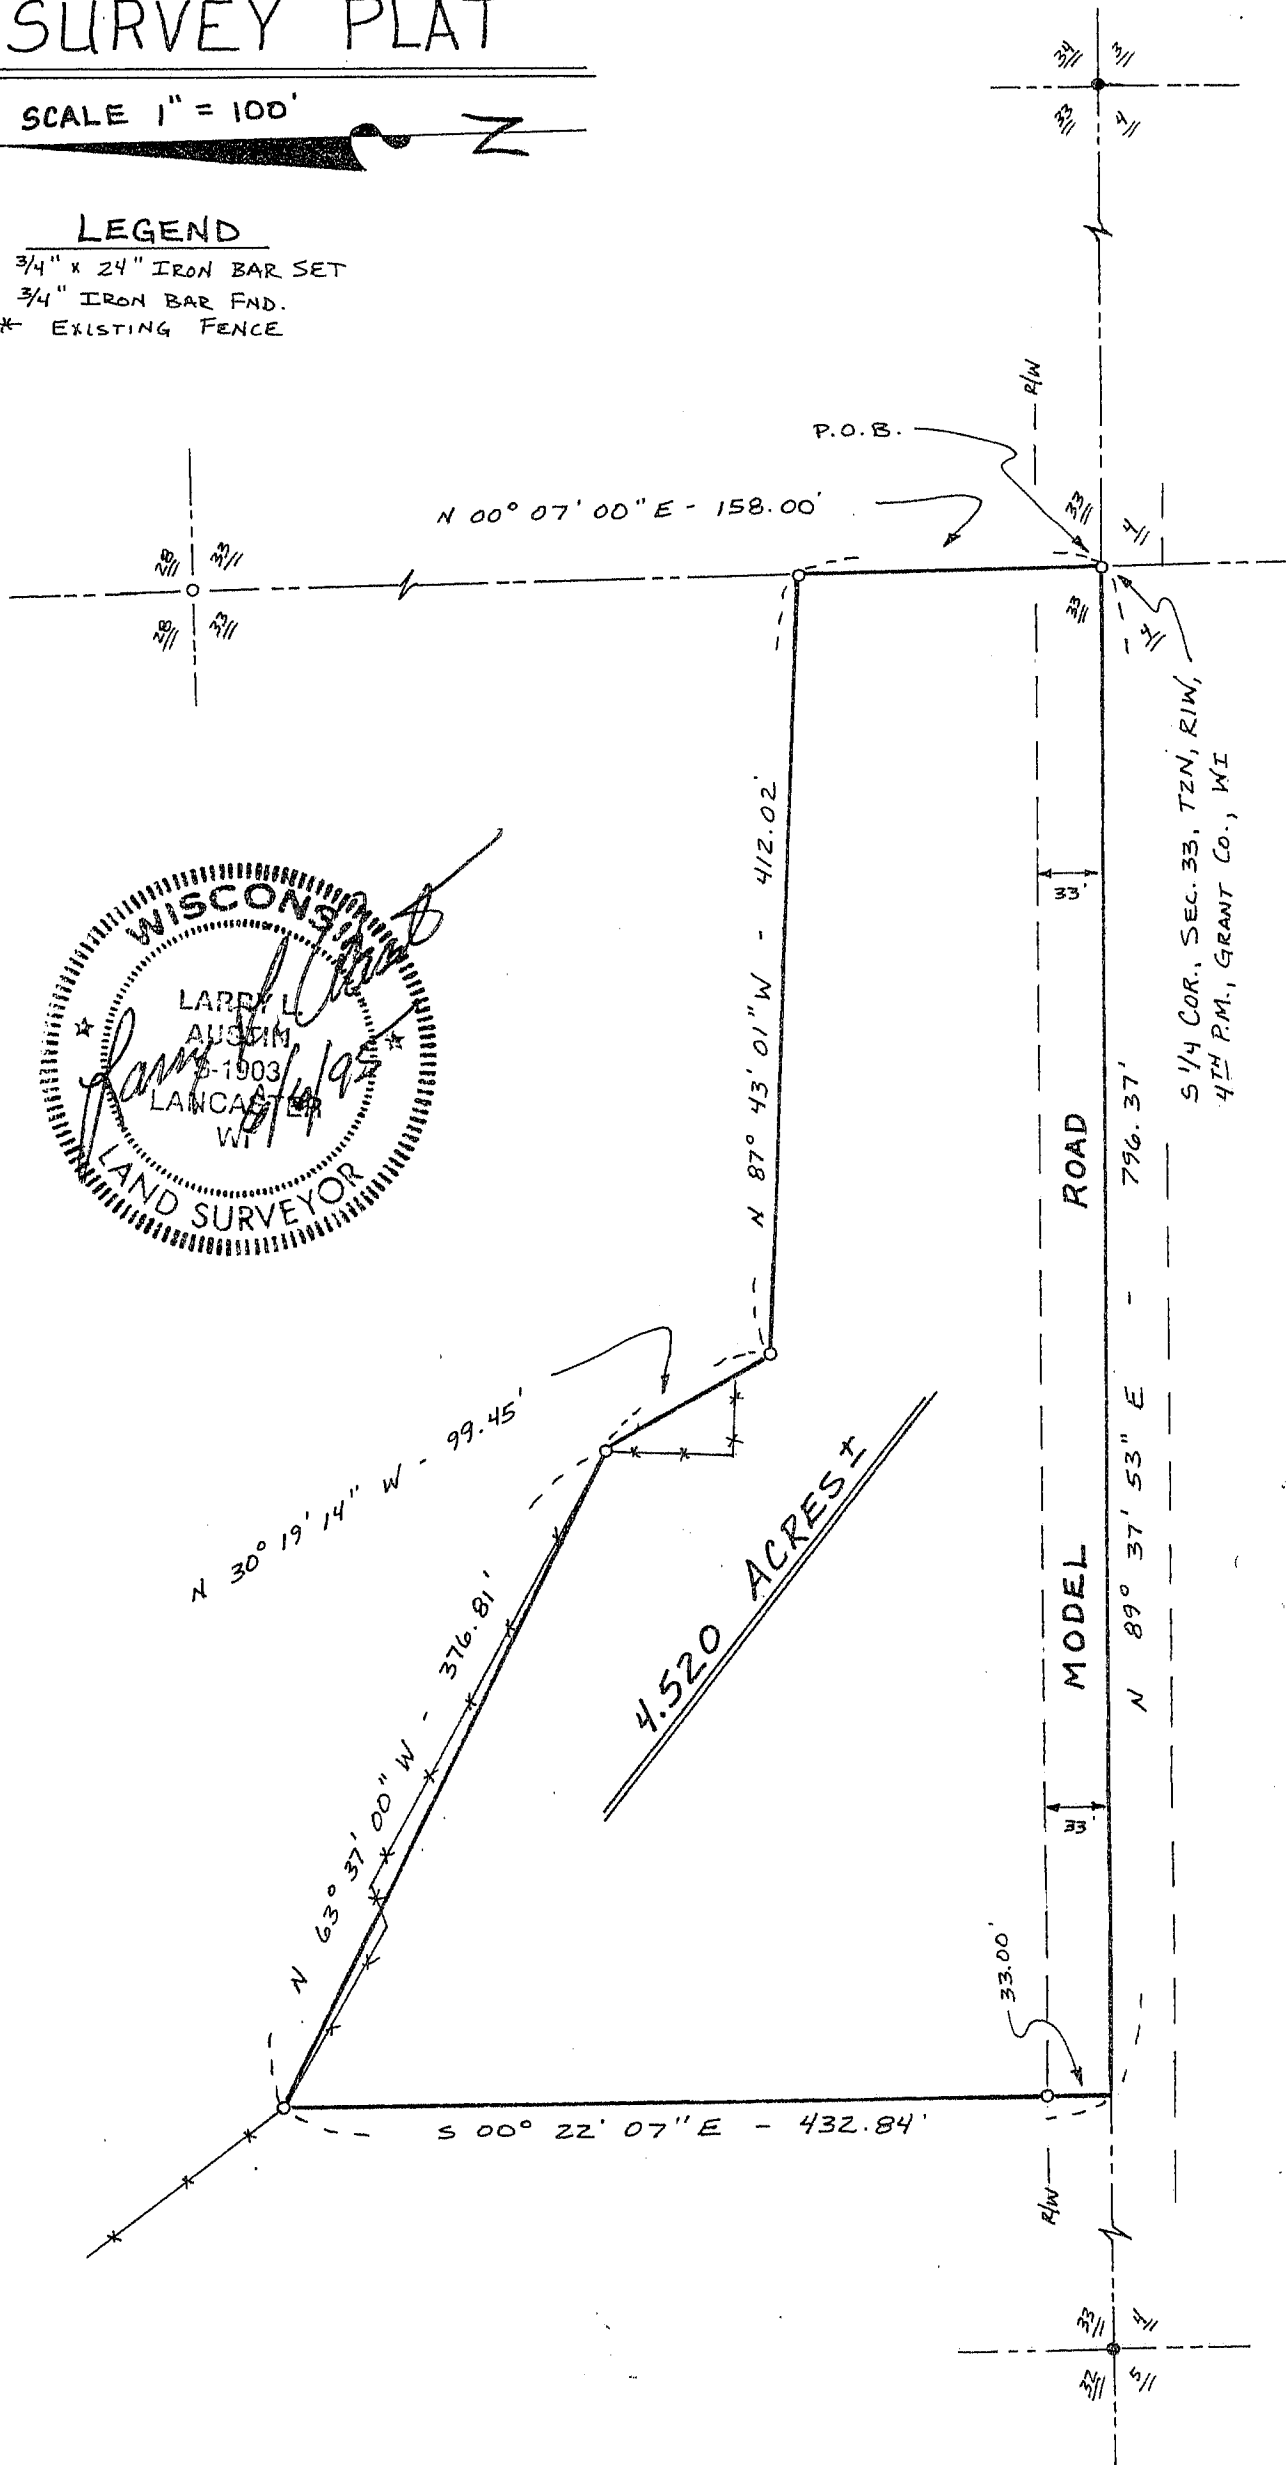 SURVEY PLAT
SCALE 1" = 100'
N
LEGEND
3/4" x 24" IRON BAR SET
3/4" IRON BAR FND.
EXISTING FENCE
34 3
33 4
R/W
P.O.B.
N 00° 07' 00" E - 158.00'
28 33
28 33
33 4
33 4
S 1/4 COR., SEC. 33, T2N, R1W,
4TH P.M., GRANT CO., WI
N 87° 43' 01" W - 412.02'
33'
WISCONSIN
LARRY L.
AUSTIN
S-1903
LANCASTER
WI
LAND SURVEYOR
N 30° 19' 14" W - 99.45'
N 63° 37' 00" W - 376.81'
4.520 ACRES ±
MODEL ROAD
N 89° 37' 53" E - 796.37'
33'
33.00'
S 00° 22' 07" E - 432.84'
R/W
33 4
32 5